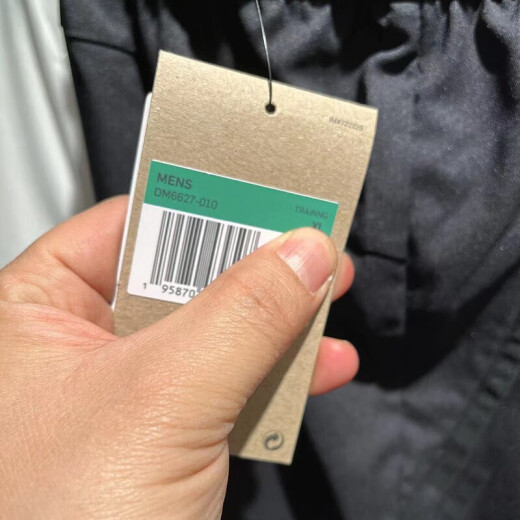 MENS
DM6627-010
TRAINING
XL
1 95870